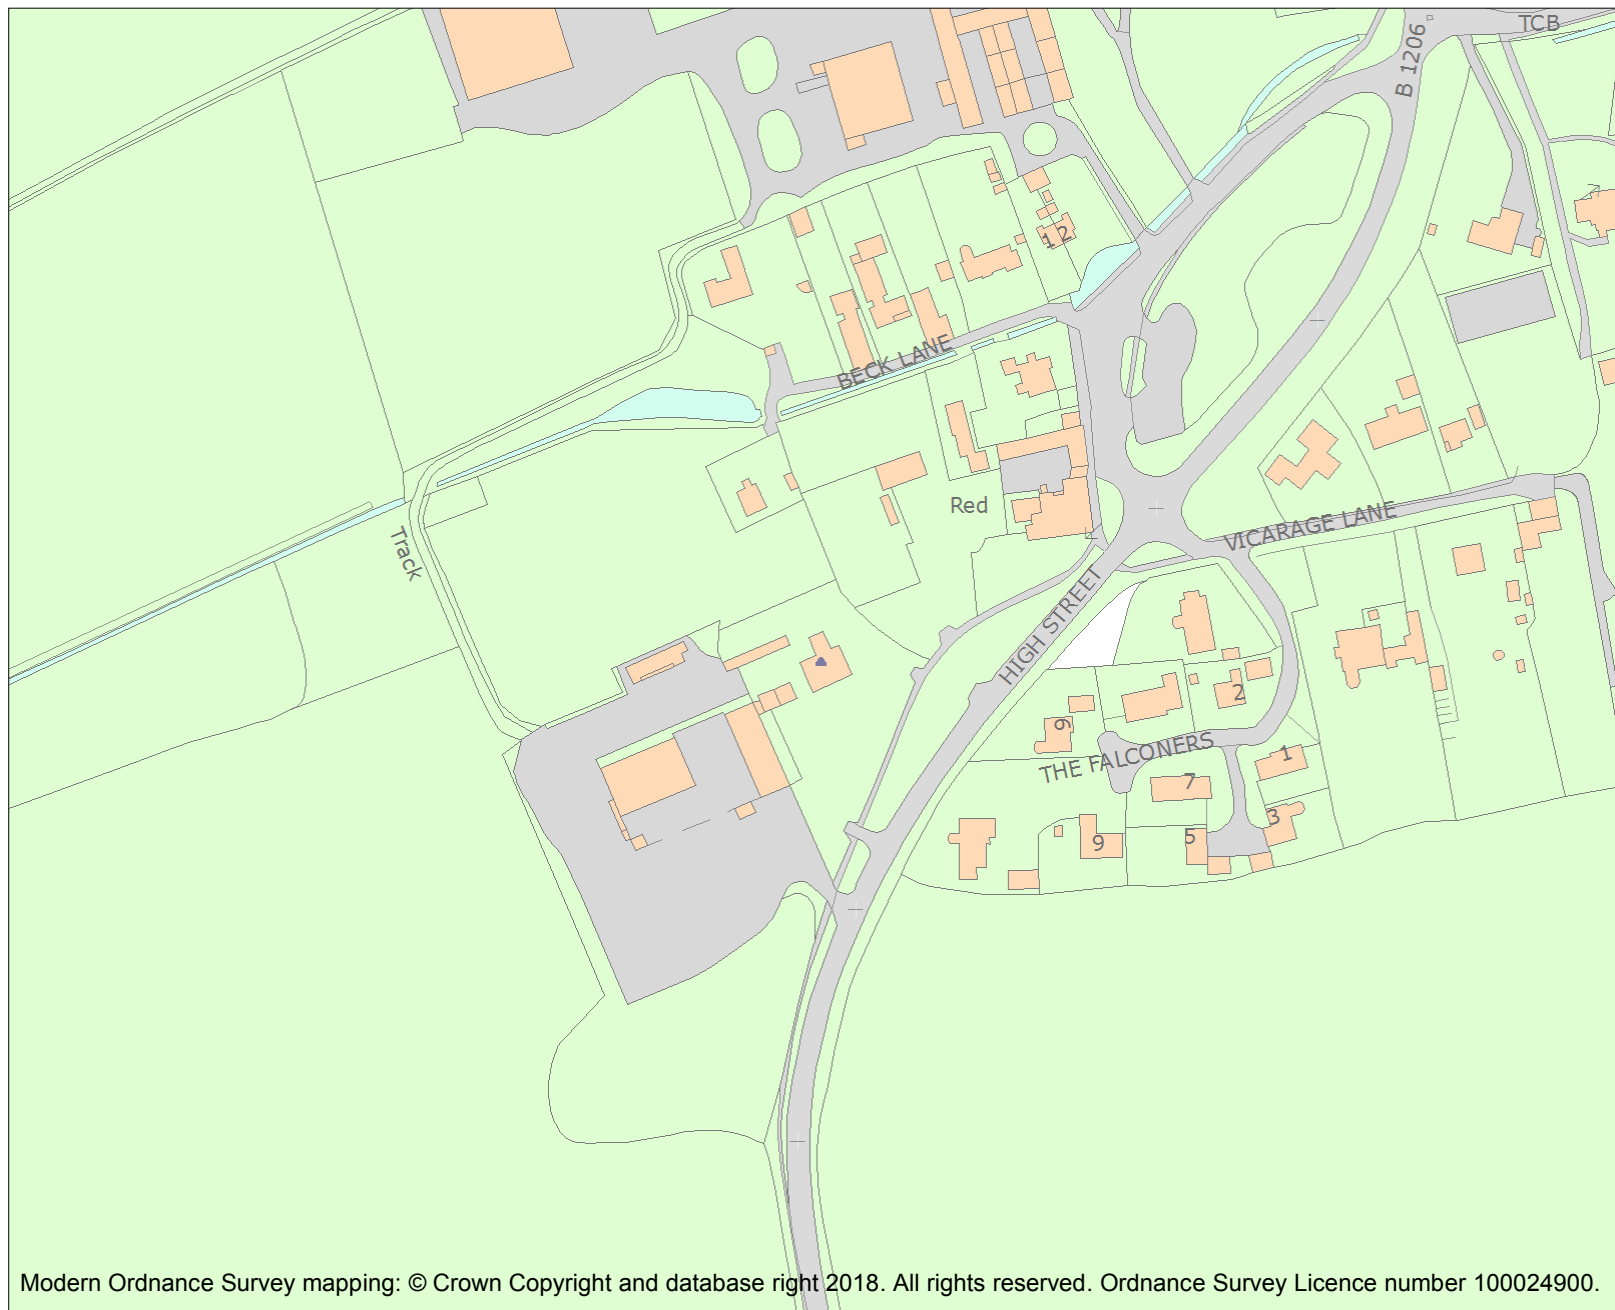 TCB
B 1206
12
BECK LANE
Red
VICARAGE LANE
Track
HIGH STREET
2
6
THE FALCONERS
1
7
3
5
9
Modern Ordnance Survey mapping: © Crown Copyright and database right 2018. All rights reserved. Ordnance Survey Licence number 100024900.